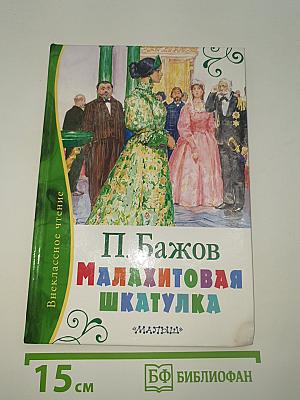 Внеклассное чтение
П. Бажов
МАЛАХИТОВАЯ
ШКАТУЛКА
«МАЛЫШ»
15 СМ
БФ БИБЛИОФАН